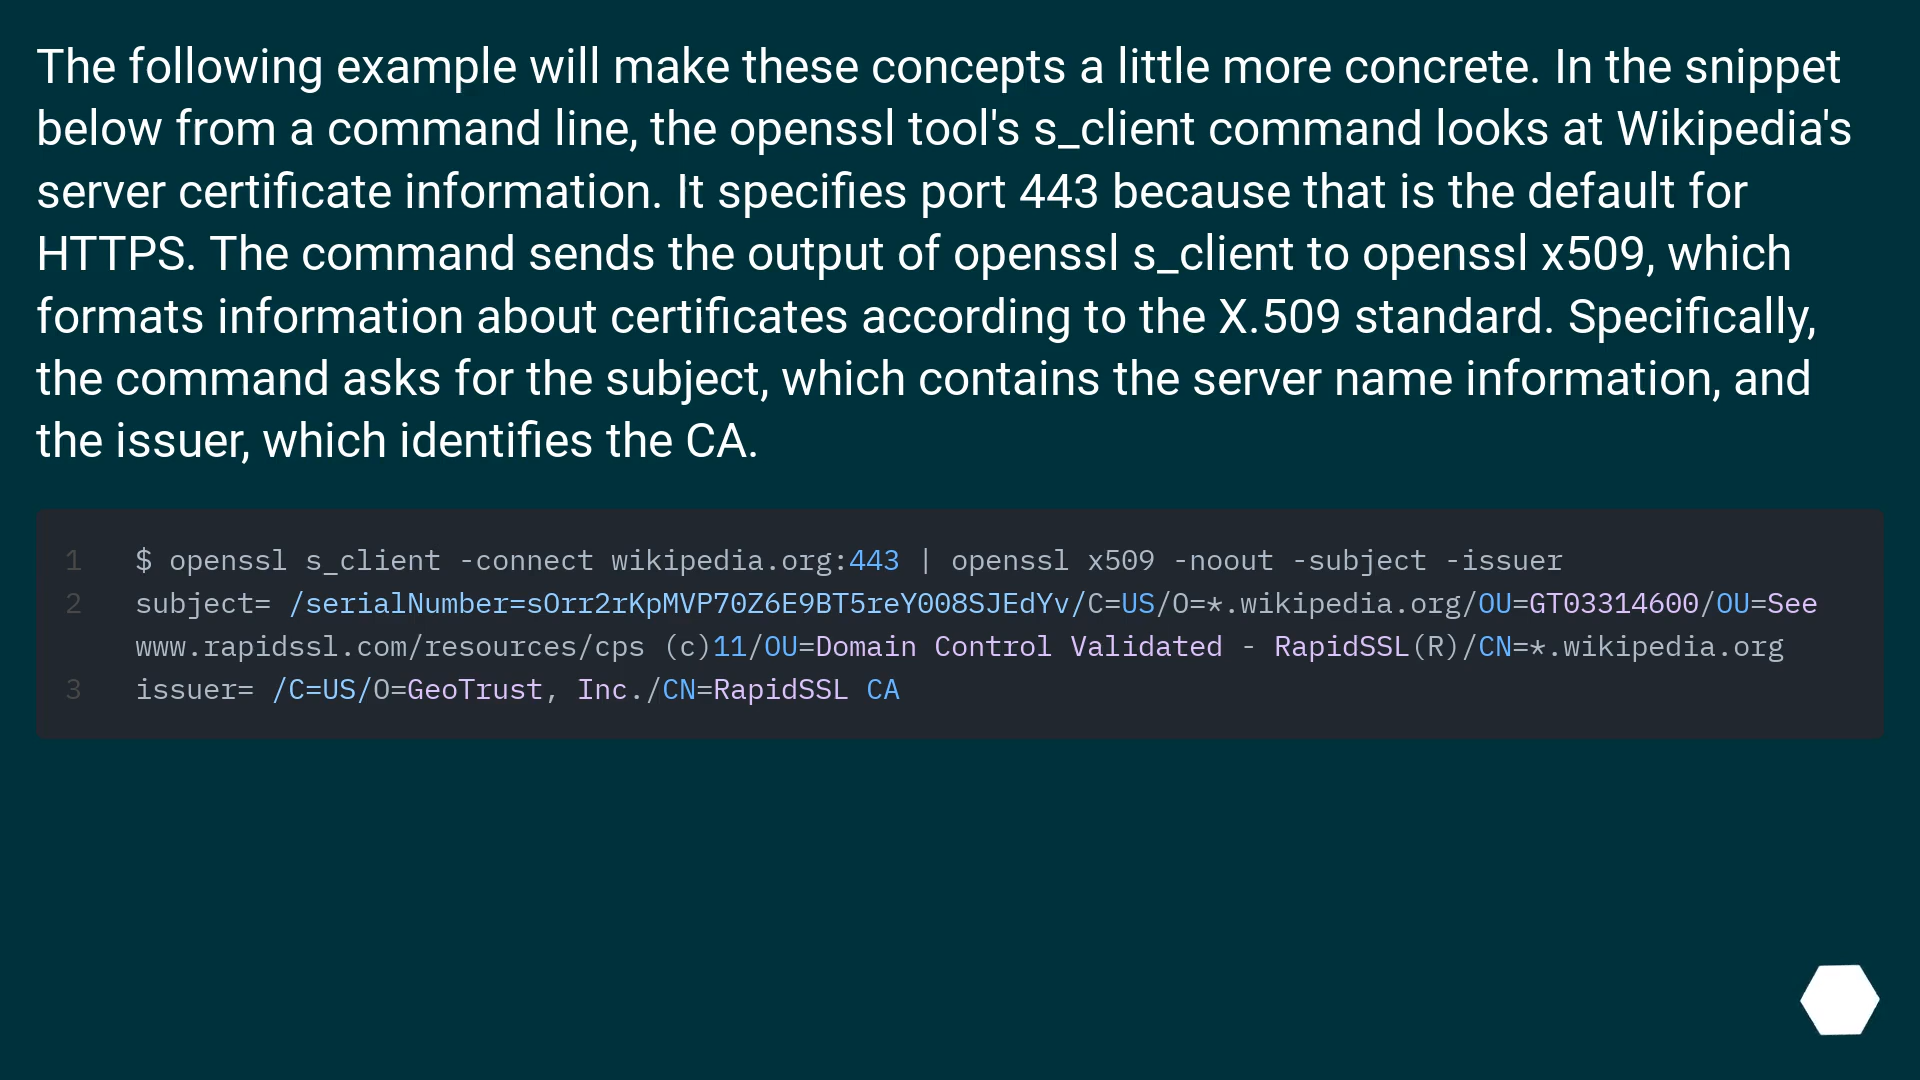 The following example will make these concepts a little more concrete. In the snippet
below from a command line, the openssl tool's s_client command looks at Wikipedia's
server certificate information. It specifies port 443 because that is the default for
HTTPS. The command sends the output of openssl s_client to openssl x509, which
formats information about certificates according to the X.509 standard. Specifically,
the command asks for the subject, which contains the server name information, and
the issuer, which identifies the CA.
1 $ openssl s_client -connect wikipedia.org:443 | openssl x509 -noout -subject -issuer
2 subject= /serialNumber=sOrr2rKpMVP70Z6E9BT5reY008SJEdYv/C=US/O=*.wikipedia.org/OU=GT03314600/OU=See
www.rapidssl.com/resources/cps (c)11/OU=Domain Control Validated - RapidSSL(R)/CN=*.wikipedia.org
3 issuer= /C=US/O=GeoTrust, Inc./CN=RapidSSL CA